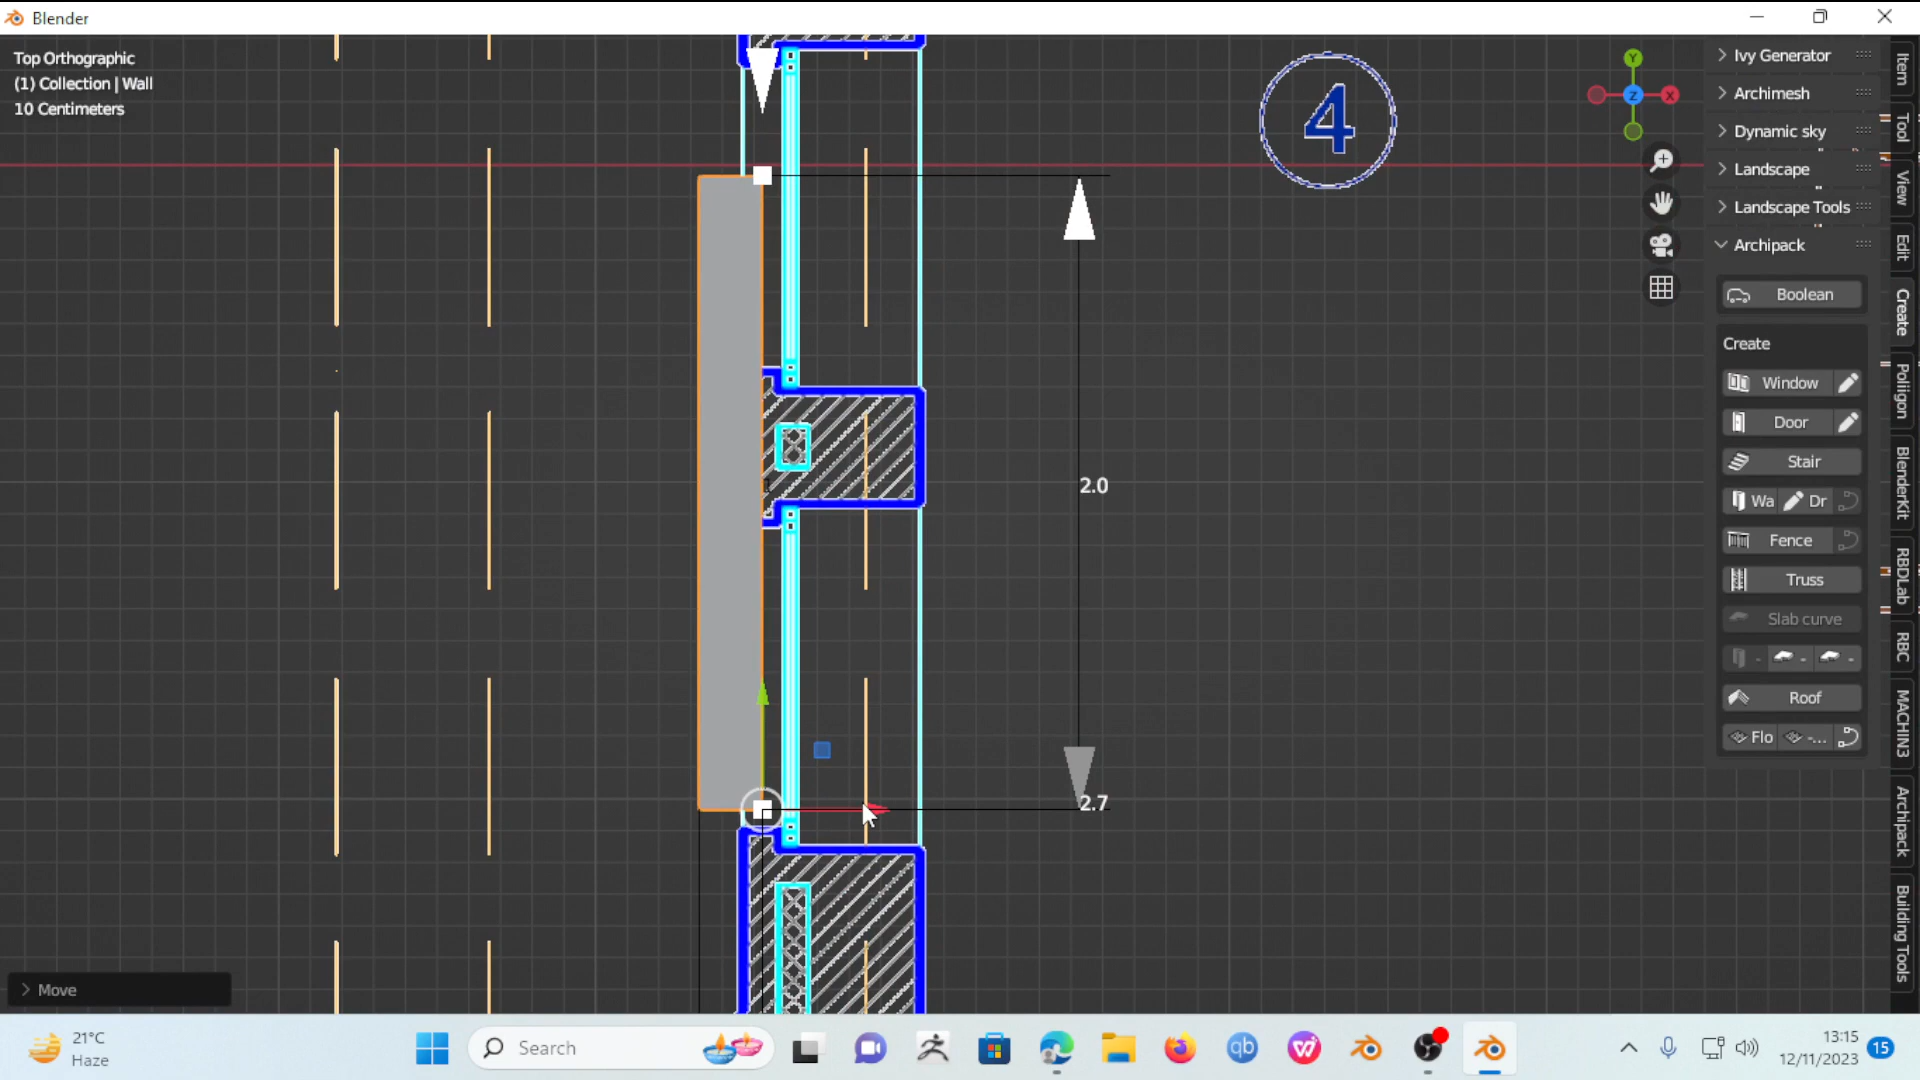 Blender
Top Orthographic
(1) Collection | Wall
10 Centimeters
4
Y
Z
X
Ivy Generator
Archimesh
Dynamic sky
Landscape
Landscape Tools
Archipack
Boolean
Create
Window
Door
Stair
Wa
Dr
Fence
Truss
Slab curve
Roof
Flo
-...
Item
Tool
View
Edit
Create
Poliigon
BlenderKit
RBDLab
RBC
MACHIN3
Archipack
Building Tools
2.0
2.7
Move
21°C
Haze
Search
qb
13:15
12/11/2023
15